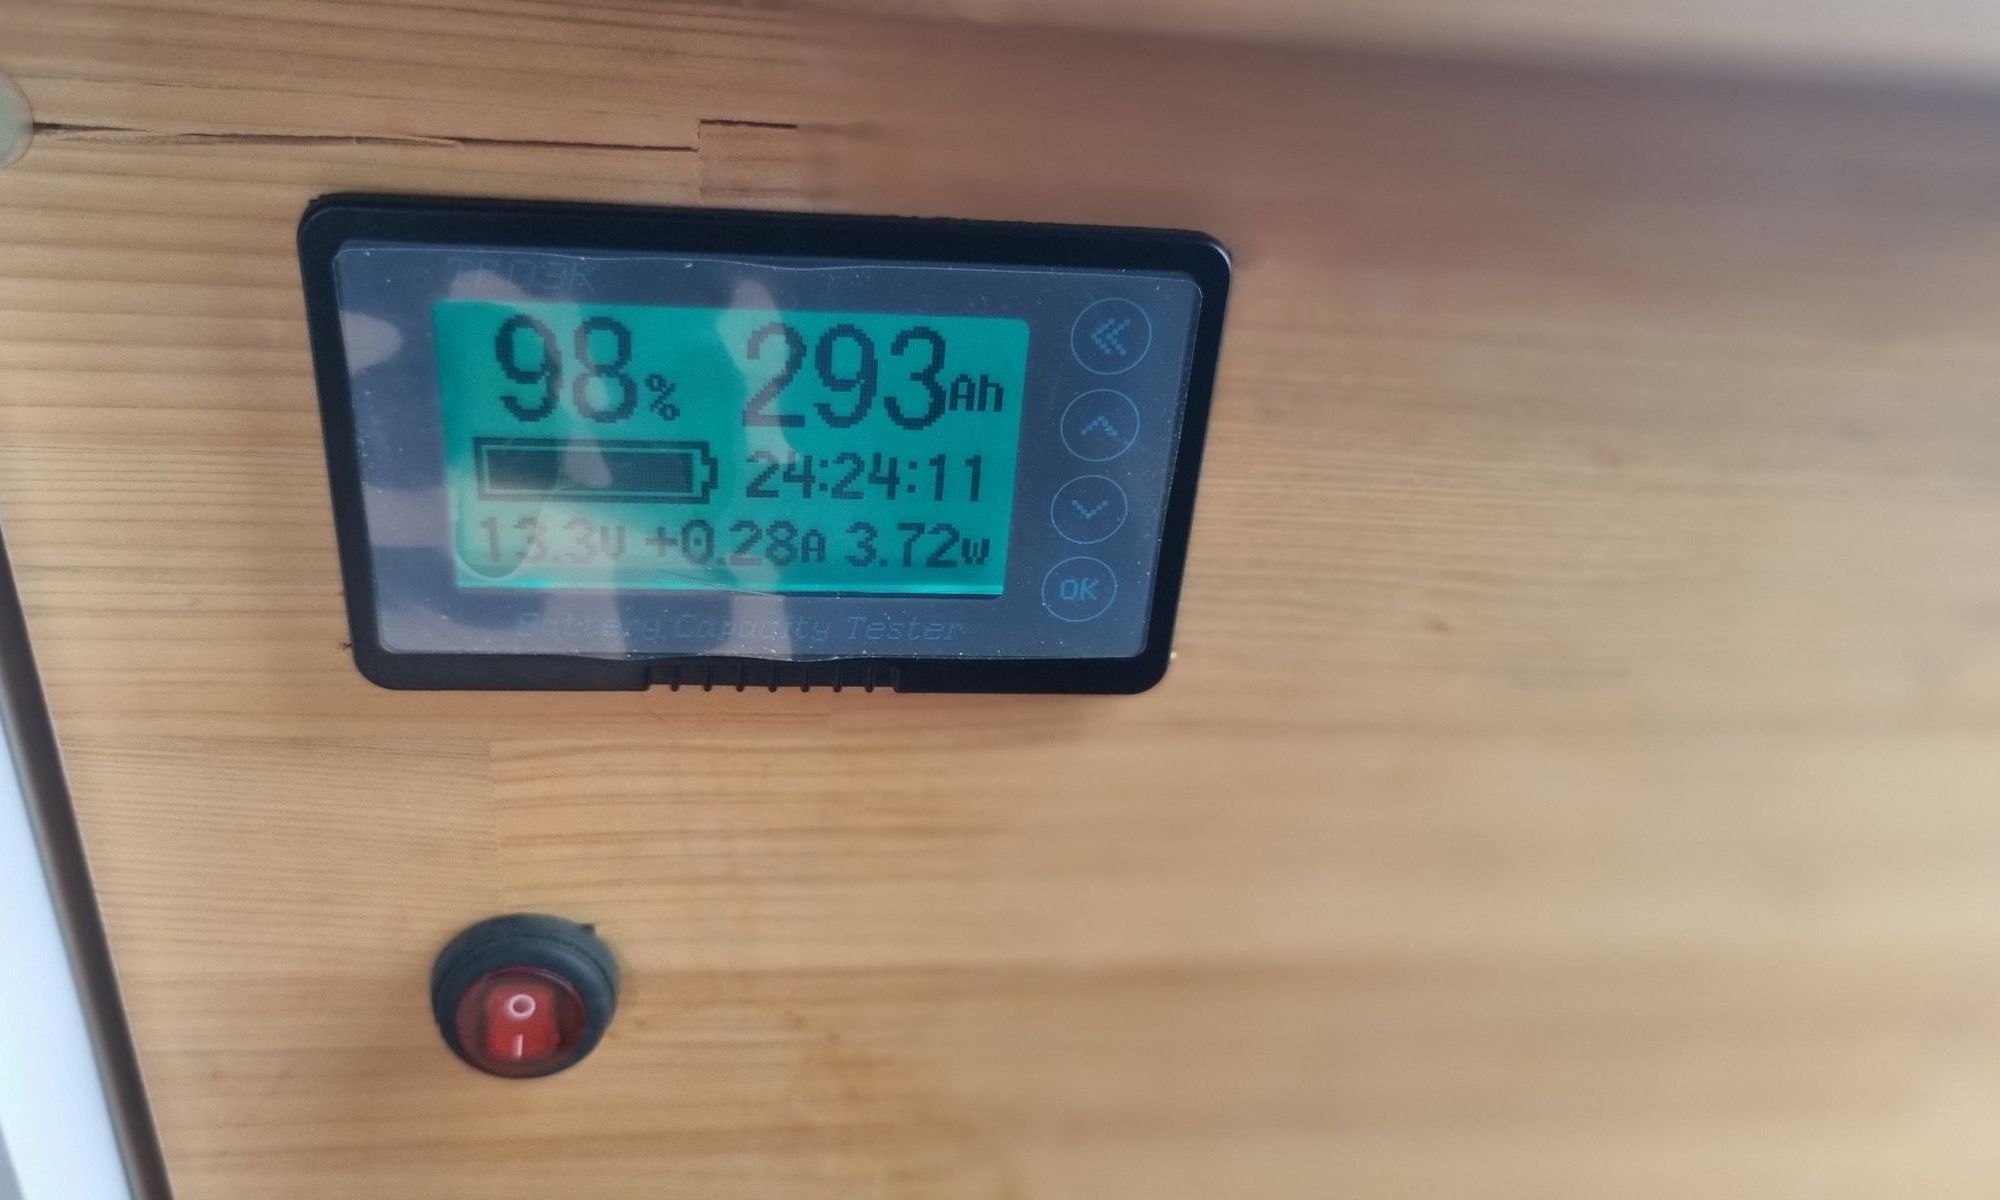 98% 293Ah
24:24:11
13.3V +0.28A 3.72W
OK
Battery Capacity Tester
O
I